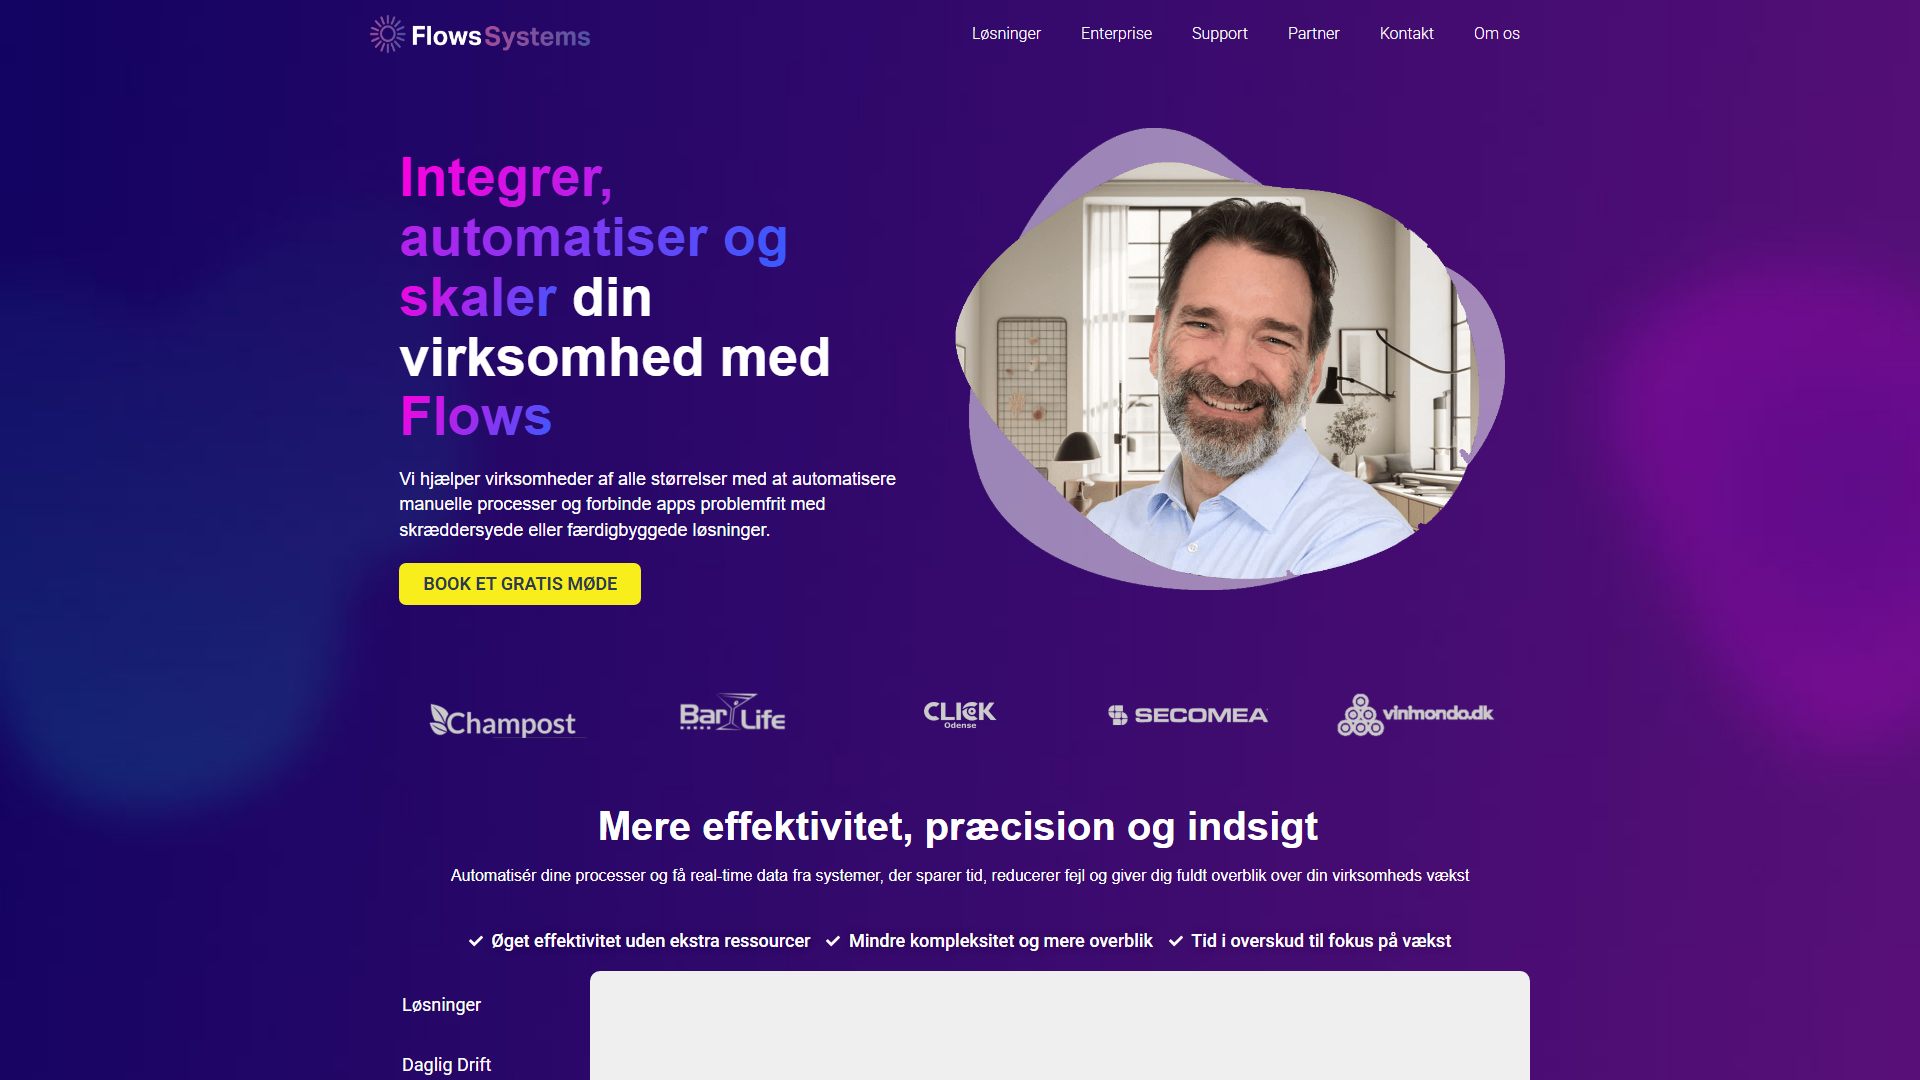 Flows Systems
Løsninger
Enterprise
Support
Partner
Kontakt
Om os
Integrer,
automatiser og
skaler din
virksomhed med
Flows
Vi hjælper virksomheder af alle størrelser med at automatisere
manuelle processer og forbinde apps problemfrit med
skræddersyede eller færdigbyggede løsninger.
BOOK ET GRATIS MØDE
Champost
Bar Life
CLICK
Odense
SECOMEA
vinmondo.dk
Mere effektivitet, præcision og indsigt
Automatisér dine processer og få real-time data fra systemer, der sparer tid, reducerer fejl og giver dig fuldt overblik over din virksomheds vækst
Øget effektivitet uden ekstra ressourcer
Mindre kompleksitet og mere overblik
Tid i overskud til fokus på vækst
Løsninger
Daglig Drift